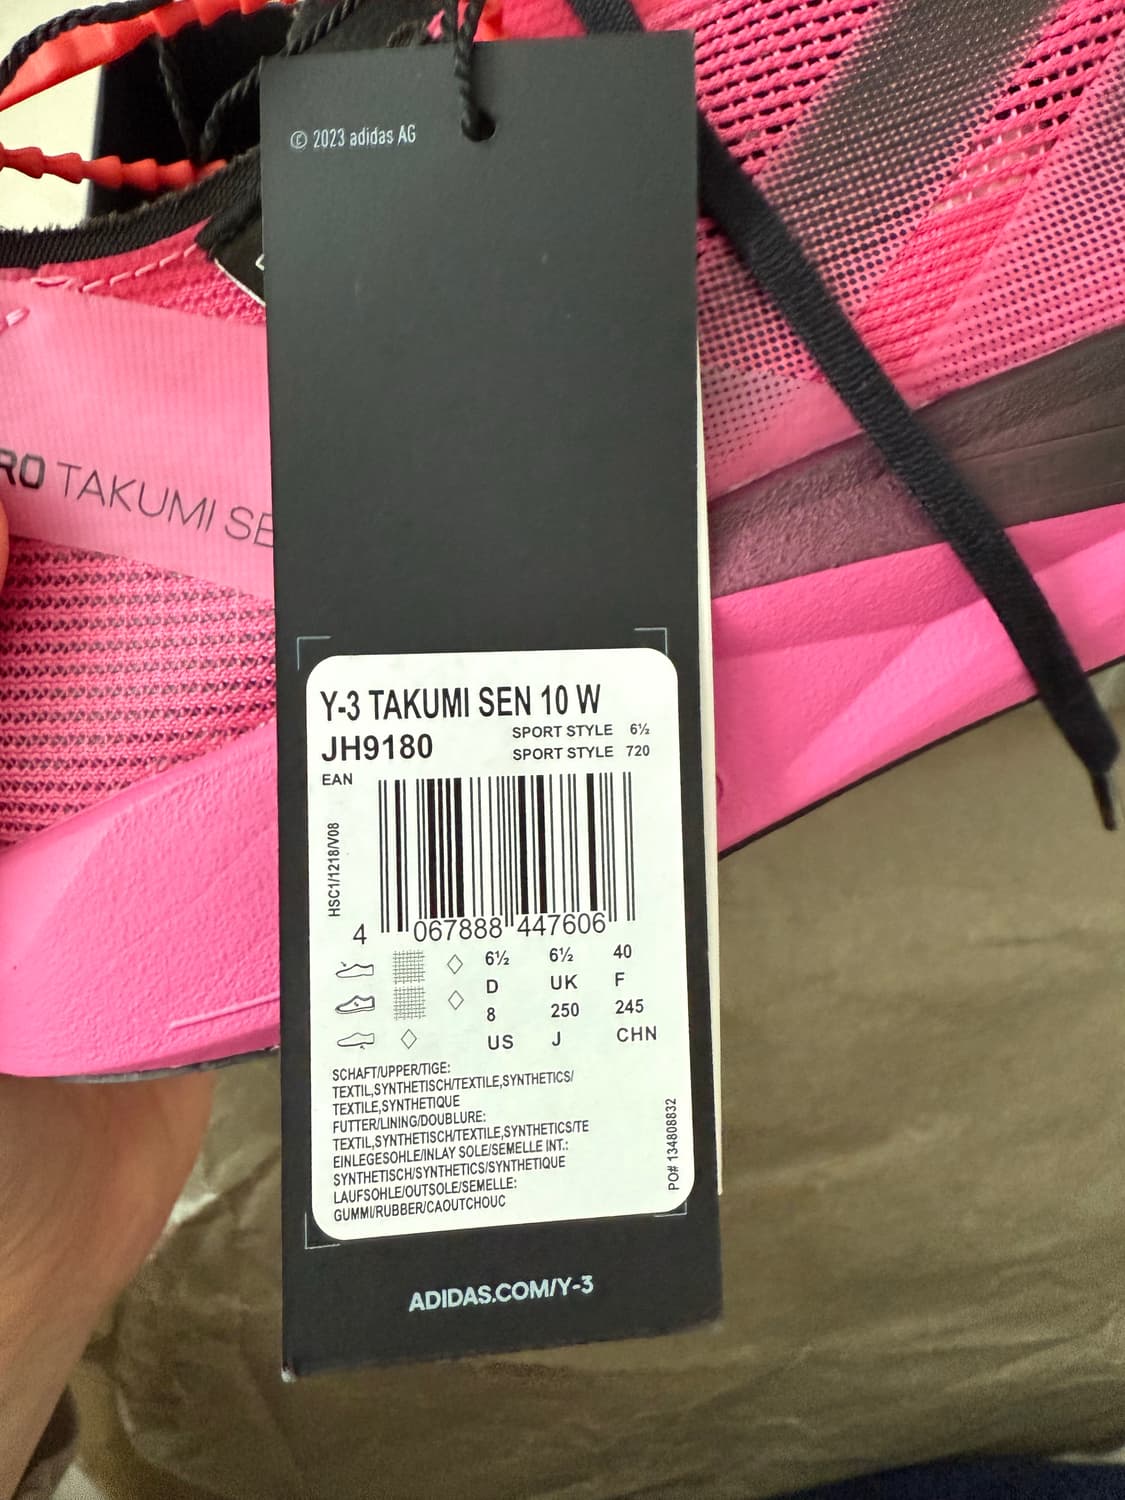 © 2023 adidas AG
RO TAKUMI SE
Y-3 TAKUMI SEN 10 W
JH9180
SPORT STYLE 6½
SPORT STYLE 720
EAN
HSC1/1218/V08
4 067888 447606
6½ 6½ 40
D UK F
8 250 245
US J CHN
SCHAFT/UPPER/TIGE:
TEXTIL,SYNTHETISCH/TEXTILE,SYNTHETICS/
TEXTILE,SYNTHETIQUE
FUTTER/LINING/DOUBLURE:
TEXTIL,SYNTHETISCH/TEXTILE,SYNTHETICS/TE
EINLEGESOHLE/INLAY SOLE/SEMELLE INT.:
SYNTHETISCH/SYNTHETICS/SYNTHETIQUE
LAUFSOHLE/OUTSOLE/SEMELLE:
GUMMI/RUBBER/CAOUTCHOUC
PO# 134808832
ADIDAS.COM/Y-3